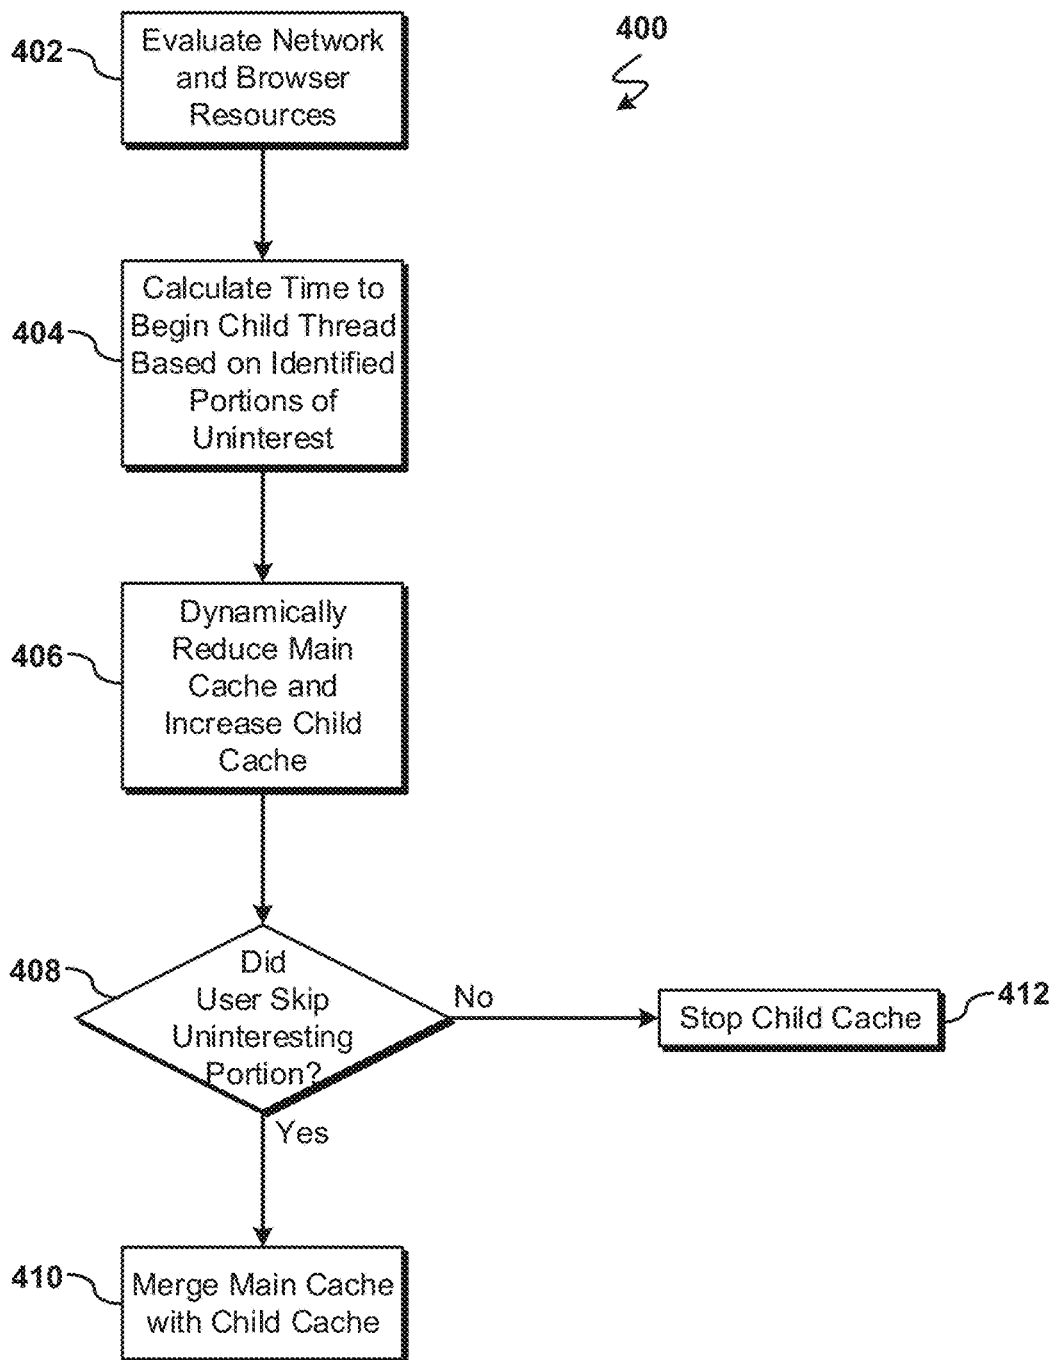 400
402
Evaluate Network
and Browser
Resources
404
Calculate Time to
Begin Child Thread
Based on Identified
Portions of
Uninterest
406
Dynamically
Reduce Main
Cache and
Increase Child
Cache
408
Did
User Skip
Uninteresting
Portion?
No
Stop Child Cache
412
Yes
410
Merge Main Cache
with Child Cache